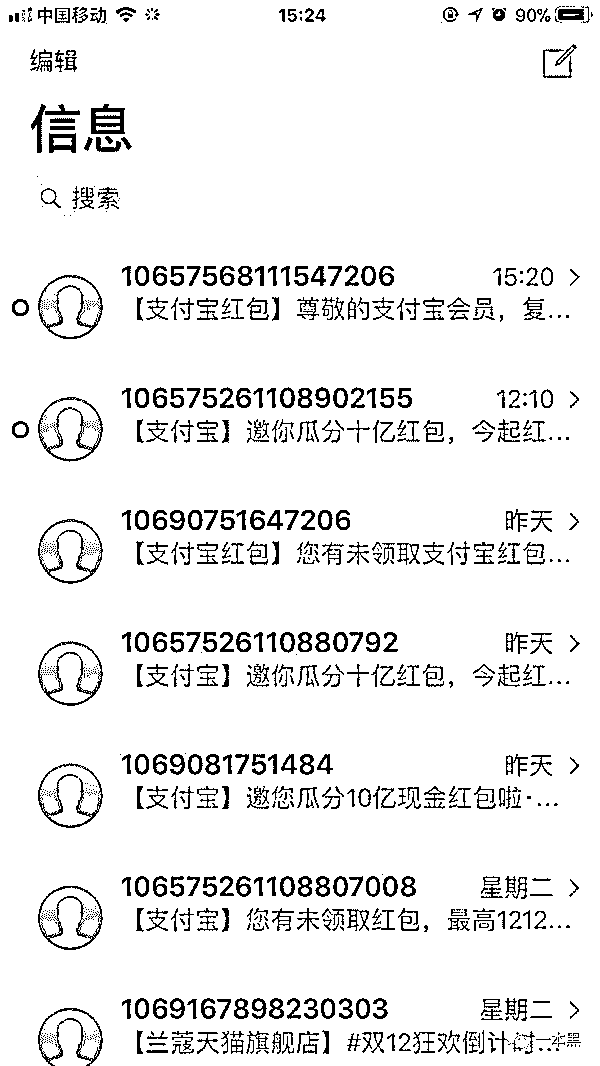 中国移动 15:24 90%
编辑
信息
搜索
10657568111547206 15:20
【支付宝红包】尊敬的支付宝会员，复...
106575261108902155 12:10
【支付宝】邀你瓜分十亿红包，今起红...
10690751647206 昨天
【支付宝红包】您有未领取支付宝红包...
10657526110880792 昨天
【支付宝】邀你瓜分十亿红包，今起红...
1069081751484 昨天
【支付宝】邀您瓜分10亿现金红包啦·...
106575261108807008 星期二
【支付宝】您有未领取红包，最高1212...
1069167898230303 星期二
【兰蔻天猫旗舰店】#双12狂欢倒计时...